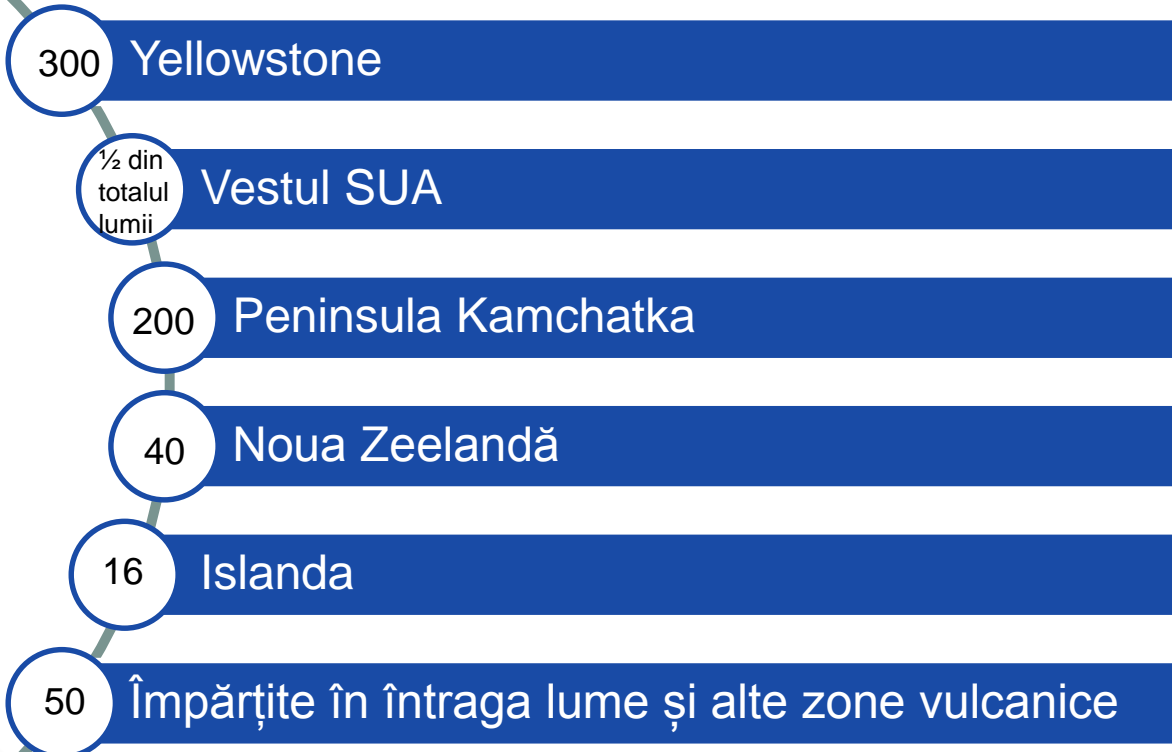 300 Yellowstone
½ din
totalul
lumii
Vestul SUA
200 Peninsula Kamchatka
40 Noua Zeelandă
16 Islanda
50 Împărțite în întraga lume și alte zone vulcanice